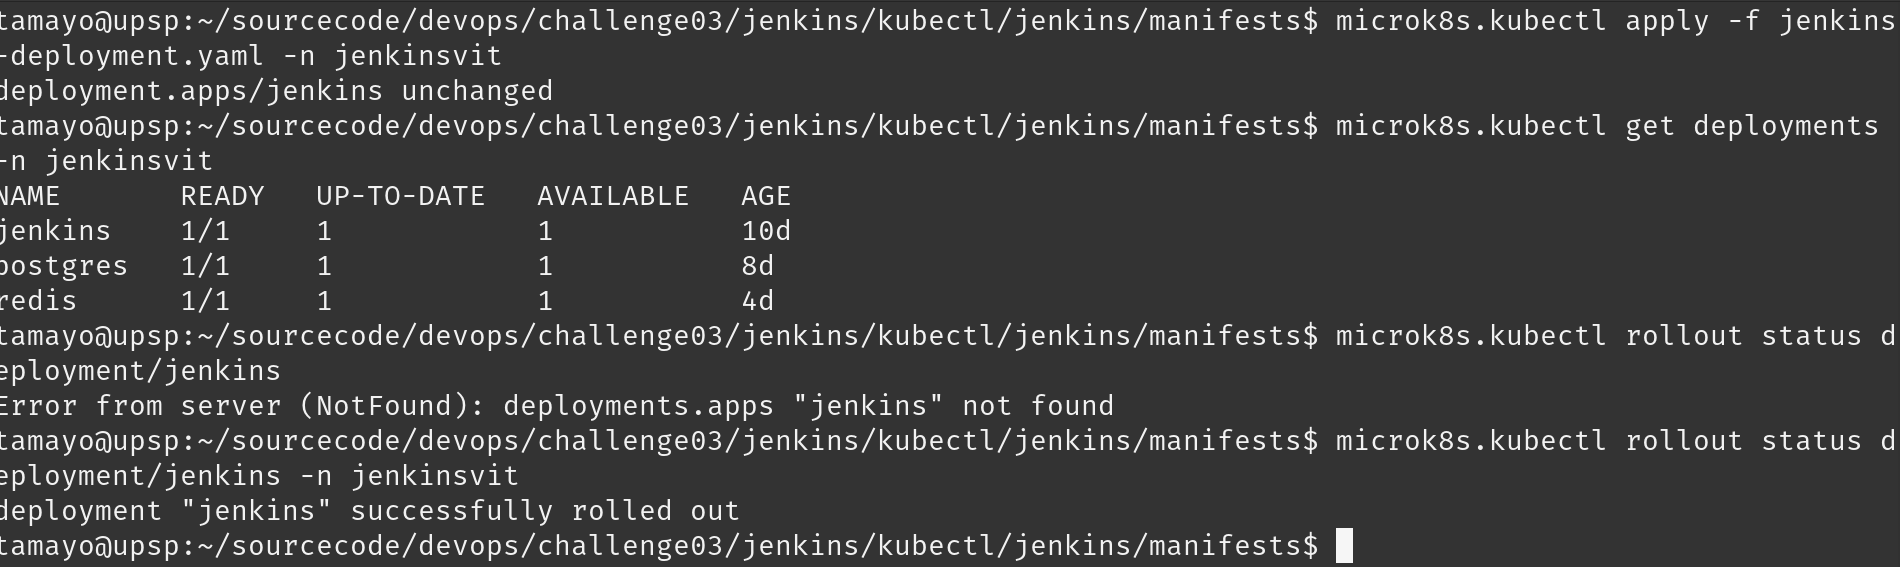 tamayo@upsp:~/sourcecode/devops/challenge03/jenkins/kubectl/jenkins/manifests$ microk8s.kubectl apply -f jenkins
-deployment.yaml -n jenkinsvit
deployment.apps/jenkins unchanged
tamayo@upsp:~/sourcecode/devops/challenge03/jenkins/kubectl/jenkins/manifests$ microk8s.kubectl get deployments
-n jenkinsvit
NAME       READY   UP-TO-DATE   AVAILABLE   AGE
jenkins    1/1     1            1           10d
postgres   1/1     1            1           8d
redis      1/1     1            1           4d
tamayo@upsp:~/sourcecode/devops/challenge03/jenkins/kubectl/jenkins/manifests$ microk8s.kubectl rollout status d
eployment/jenkins
Error from server (NotFound): deployments.apps "jenkins" not found
tamayo@upsp:~/sourcecode/devops/challenge03/jenkins/kubectl/jenkins/manifests$ microk8s.kubectl rollout status d
eployment/jenkins -n jenkinsvit
deployment "jenkins" successfully rolled out
tamayo@upsp:~/sourcecode/devops/challenge03/jenkins/kubectl/jenkins/manifests$